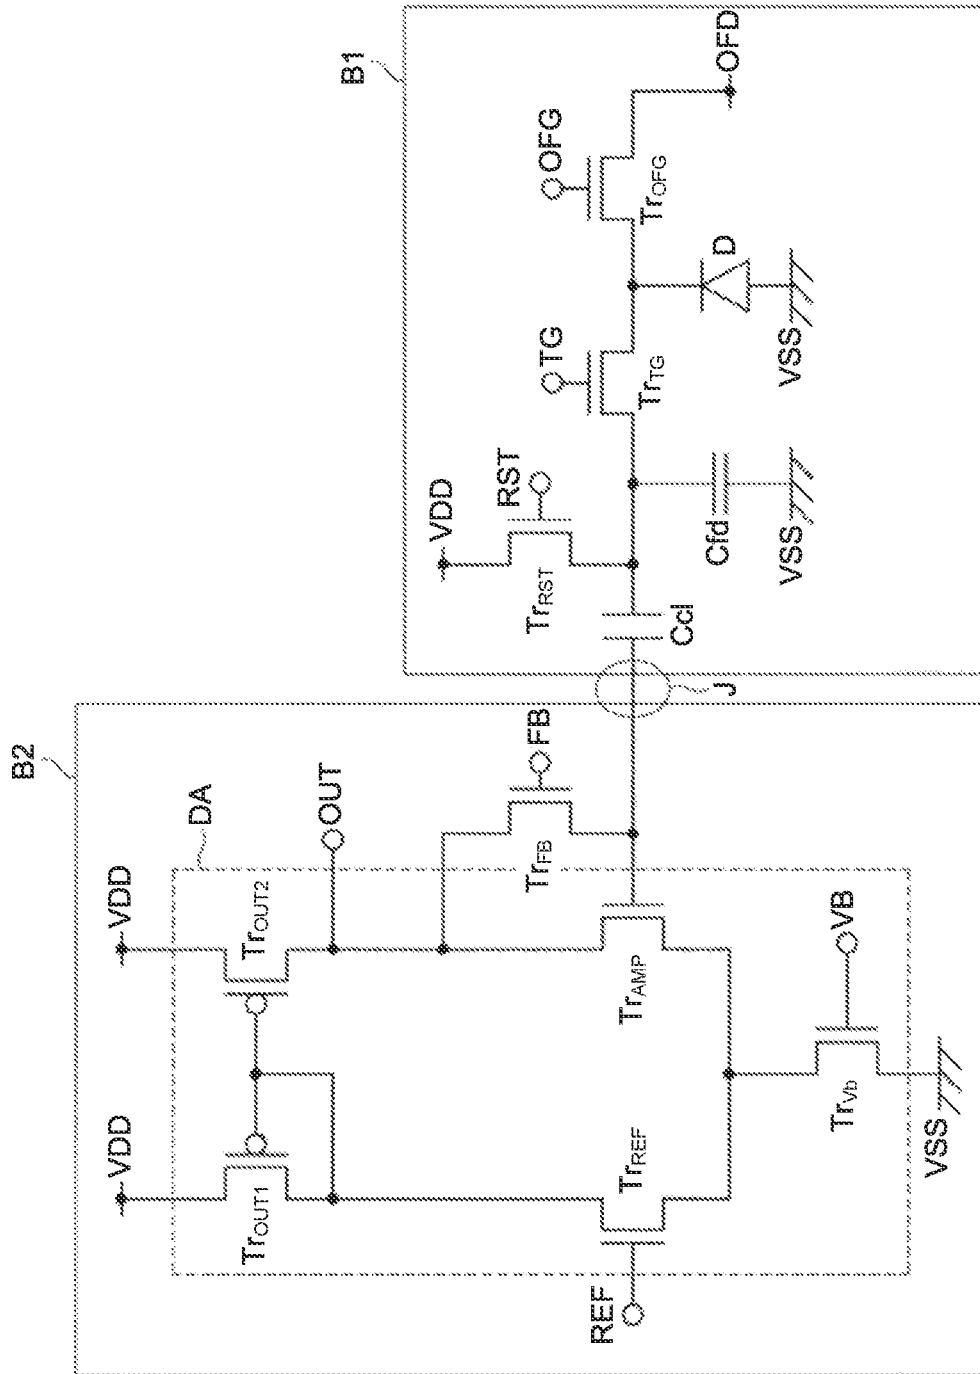 B2
DA
VDD
VDD
Tr_OUT1
Tr_OUT2
OUT
FB
Tr_FB
REF
Tr_REF
Tr_AMP
VB
Tr_Vb
VSS
J
B1
VDD
RST
Tr_RST
TG
OFG
Ccl
Tr_TG
Tr_OFG
OFD
Cfd
D
VSS
VSS